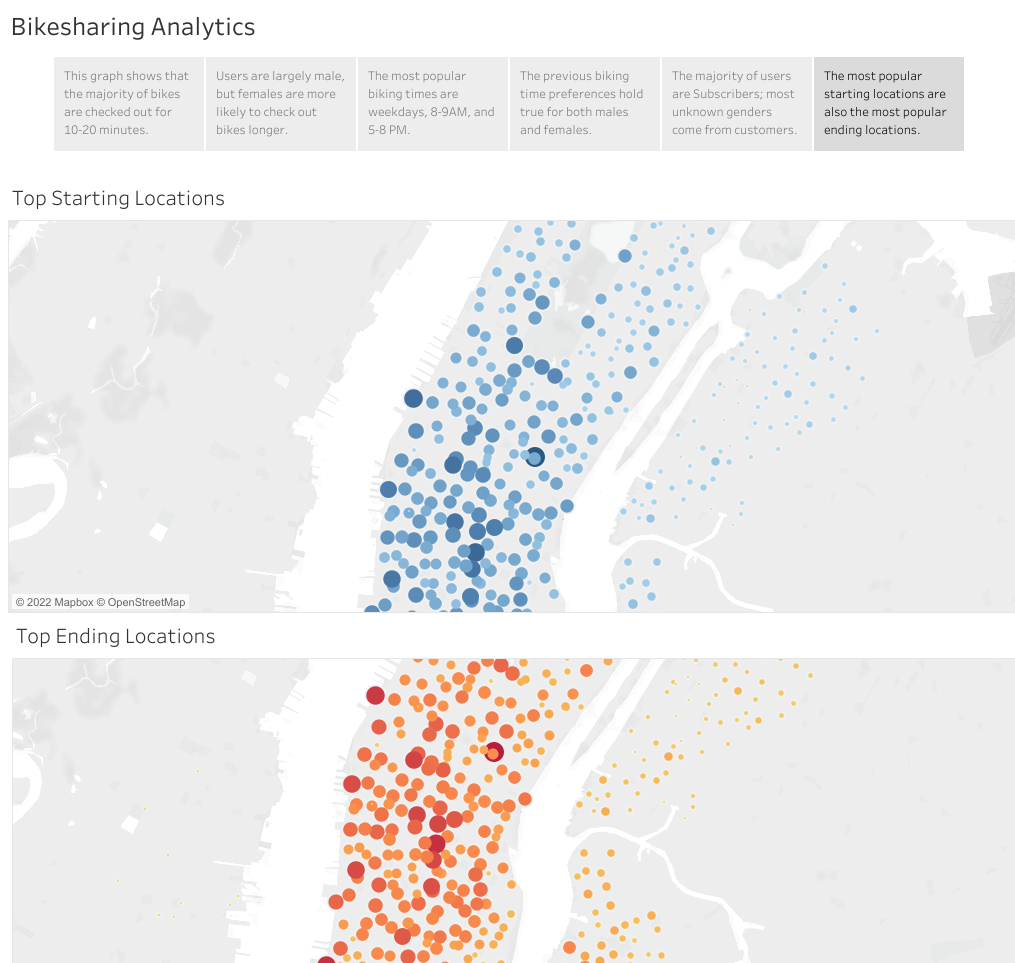 Bikesharing Analytics
This graph shows that
the majority of bikes
are checked out for
10-20 minutes.
Users are largely male,
but females are more
likely to check out
bikes longer.
The most popular
biking times are
weekdays, 8-9AM, and
5-8 PM.
The previous biking
time preferences hold
true for both males
and females.
The majority of users
are Subscribers; most
unknown genders
come from customers.
The most popular
starting locations are
also the most popular
ending locations.
Top Starting Locations
© 2022 Mapbox © OpenStreetMap
Top Ending Locations